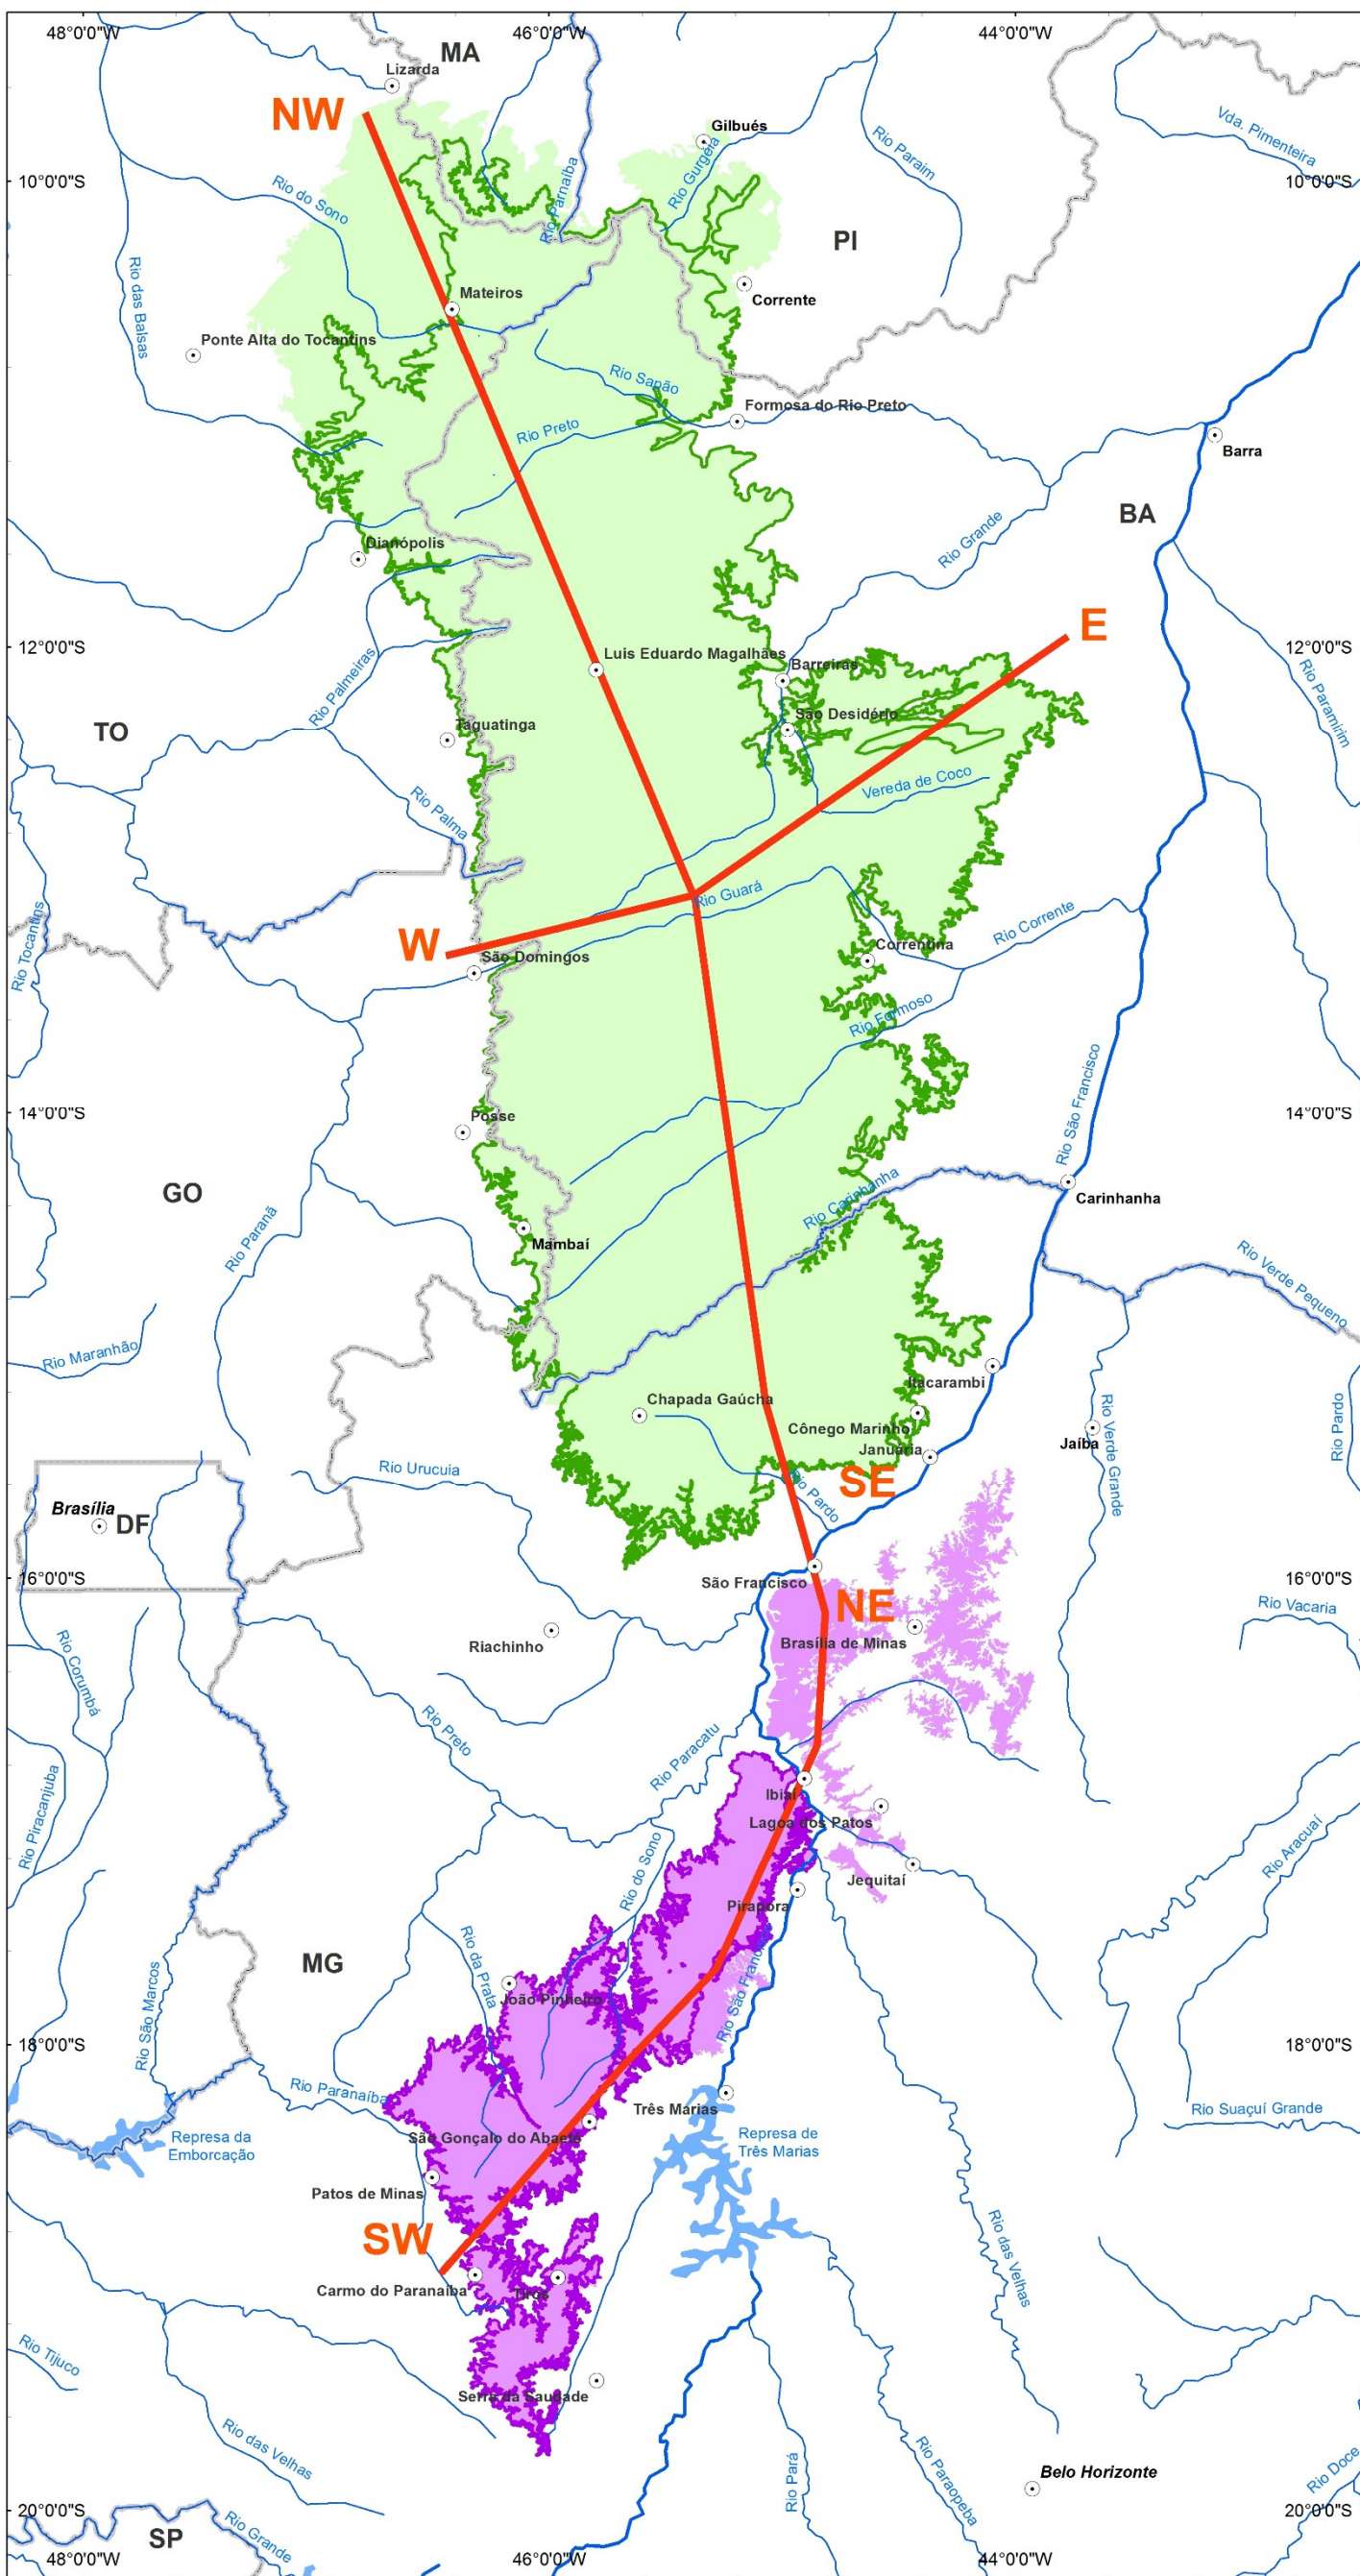 48°0'0"W
46°0'0"W
44°0'0"W
MA
Lizarda
NW
Gilbués
Vda. Pimenteira
Rio Paraim
Rio Gurgéia
Rio Parnaíba
10°0'0"S
10°0'0"S
Rio do Sono
PI
Rio das Balsas
Mateiros
Corrente
Ponte Alta do Tocantins
Rio Sapão
Formosa do Rio Preto
Rio Preto
Barra
BA
Rio Grande
Dianópolis
E
12°0'0"S
12°0'0"S
Luis Eduardo Magalhães
Barreiras
Rio Palmeiras
Rio Paramirim
São Desidério
TO
Taguatinga
Vereda de Coco
Rio Palma
Rio Guará
Rio Tocantins
Rio Corrente
W
Correntina
São Domingos
Rio Formoso
Rio São Francisco
14°0'0"S
14°0'0"S
Posse
GO
Rio Carinhanha
Carinhanha
Rio Paranã
Mambaí
Rio Verde Pequeno
Rio Maranhão
Itacarambi
Chapada Gaúcha
Cônego Marinho
Januária
Jaíba
Rio Verde Grande
Rio Pardo
Rio Urucuia
SE
Rio Pardo
Brasília
DF
16°0'0"S
16°0'0"S
São Francisco
NE
Rio Vacaria
Riachinho
Brasília de Minas
Rio Corumbá
Rio Preto
Rio Paracatu
Ibiaí
Lagoa dos Patos
Rio Piracanjuba
Rio do Sono
Rio Aracuaí
Jequitaí
Pirapora
Rio da Prata
MG
João Pinheiro
Rio São Francisco
Rio São Marcos
18°0'0"S
18°0'0"S
Rio Paranaíba
Três Marias
Rio Suaçuí Grande
São Gonçalo do Abaeté
Represa da
Emborcação
Represa de
Três Marias
Patos de Minas
SW
Rio das Velhas
Carmo do Paranaíba
Tiros
Rio Tijuco
Serra da Saudade
Rio das Velhas
Rio Pará
Rio Paraopeba
Belo Horizonte
Rio Doce
20°0'0"S
20°0'0"S
SP
Rio Grande
48°0'0"W
46°0'0"W
44°0'0"W